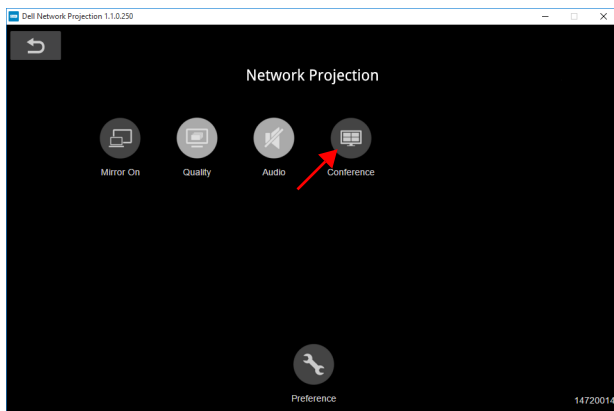 Dell Network Projection 1.1.0.250
Network Projection
Mirror On
Quality
Audio
Conference
Preference
14720014